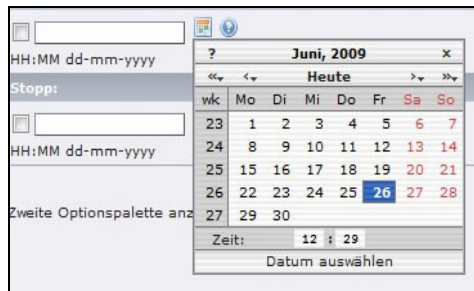 ? Juni, 2009 x
HH:MM dd-mm-yyyy
« ‹ Heute › »
Stopp:
wk Mo Di Mi Do Fr Sa So
23 1 2 3 4 5 6 7
24 8 9 10 11 12 13 14
HH:MM dd-mm-yyyy
25 15 16 17 18 19 20 21
26 22 23 24 25 26 27 28
Zweite Optionspalette anz
27 29 30
Zeit: 12 : 29
Datum auswählen